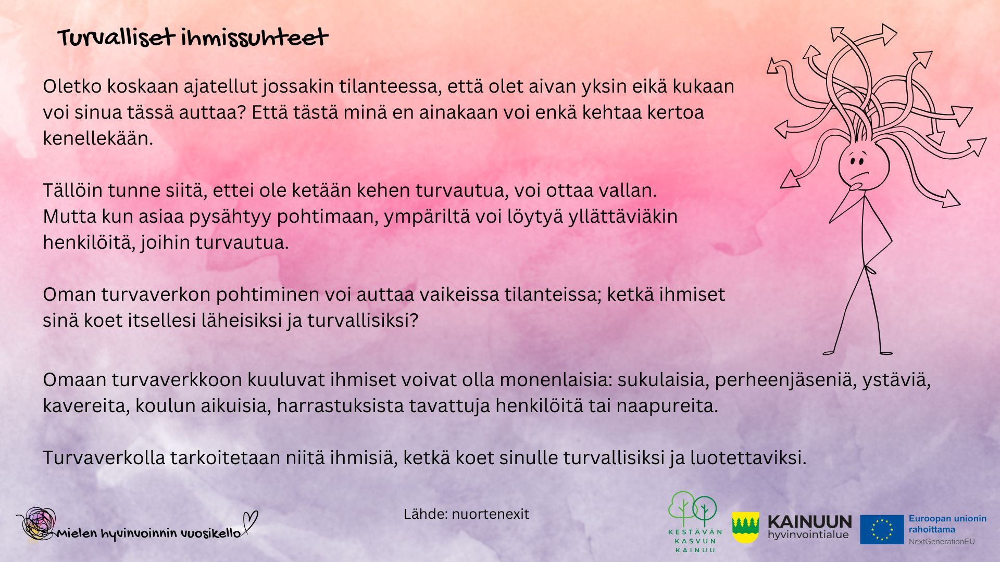 Turvalliset ihmissuhteet
Oletko koskaan ajatellut jossakin tilanteessa, että olet aivan yksin eikä kukaan
voi sinua tässä auttaa? Että tästä minä en ainakaan voi enkä kehtaa kertoa
kenellekään.
Tällöin tunne siitä, ettei ole ketään kehen turvautua, voi ottaa vallan.
Mutta kun asiaa pysähtyy pohtimaan, ympäriltä voi löytyä yllättäviäkin
henkilöitä, joihin turvautua.
Oman turvaverkon pohtiminen voi auttaa vaikeissa tilanteissa; ketkä ihmiset
sinä koet itsellesi läheisiksi ja turvallisiksi?
Omaan turvaverkkoon kuuluvat ihmiset voivat olla monenlaisia: sukulaisia, perheenjäseniä, ystäviä,
kavereita, koulun aikuisia, harrastuksista tavattuja henkilöitä tai naapureita.
Turvaverkolla tarkoitetaan niitä ihmisiä, ketkä koet sinulle turvallisiksi ja luotettaviksi.
Mielen hyvinvoinnin vuosikello
Lähde: nuortenexit
KESTÄVÄN
KASVUN
KAINUU
KAINUUN
hyvinvointialue
Euroopan unionin
rahoittama
NextGenerationEU